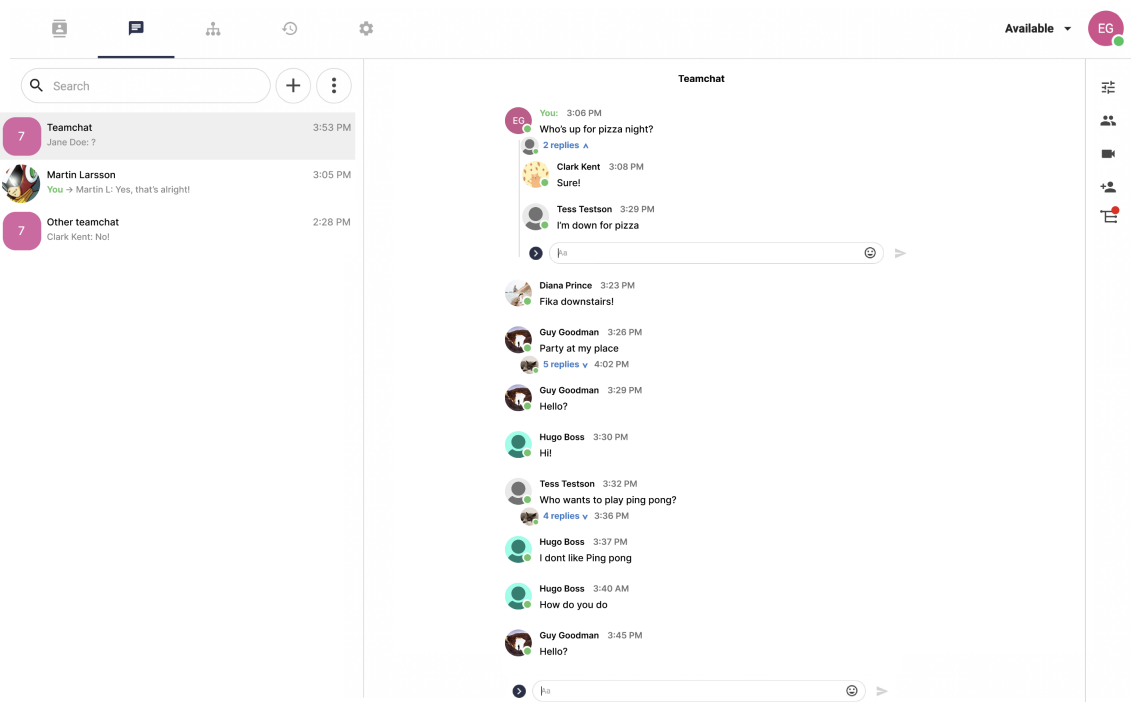 Available
EG
Search
Teamchat
7
Teamchat 3:53 PM
Jane Doe: ?
Martin Larsson 3:05 PM
You → Martin L: Yes, that's alright!
7
Other teamchat 2:28 PM
Clark Kent: No!
EG
You: 3:06 PM
Who's up for pizza night?
2 replies
Clark Kent 3:08 PM
Sure!
Tess Testson 3:29 PM
I'm down for pizza
Aa
Diana Prince 3:23 PM
Fika downstairs!
Guy Goodman 3:26 PM
Party at my place
5 replies 4:02 PM
Guy Goodman 3:29 PM
Hello?
Hugo Boss 3:30 PM
Hi!
Tess Testson 3:32 PM
Who wants to play ping pong?
4 replies 3:36 PM
Hugo Boss 3:37 PM
I dont like Ping pong
Hugo Boss 3:40 AM
How do you do
Guy Goodman 3:45 PM
Hello?
Aa